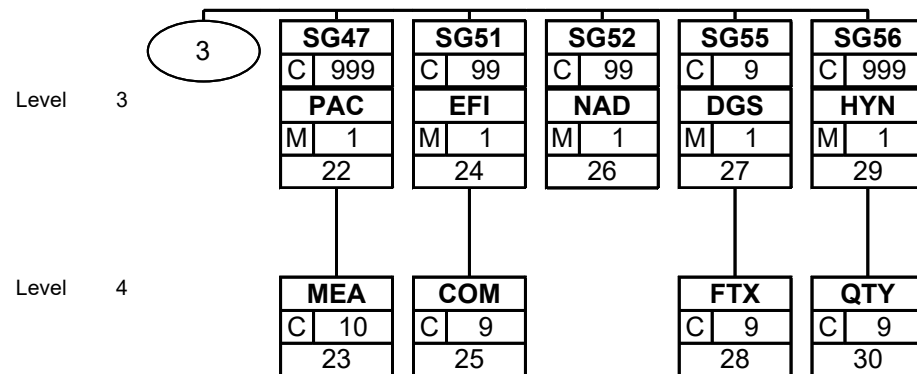 3
SG47 SG51 SG52 SG55 SG56
C 999 C 99 C 99 C 9 C 999
Level 3 PAC EFI NAD DGS HYN
M 1 M 1 M 1 M 1 M 1
22 24 26 27 29
Level 4 MEA COM FTX QTY
C 10 C 9 C 9 C 9
23 25 28 30